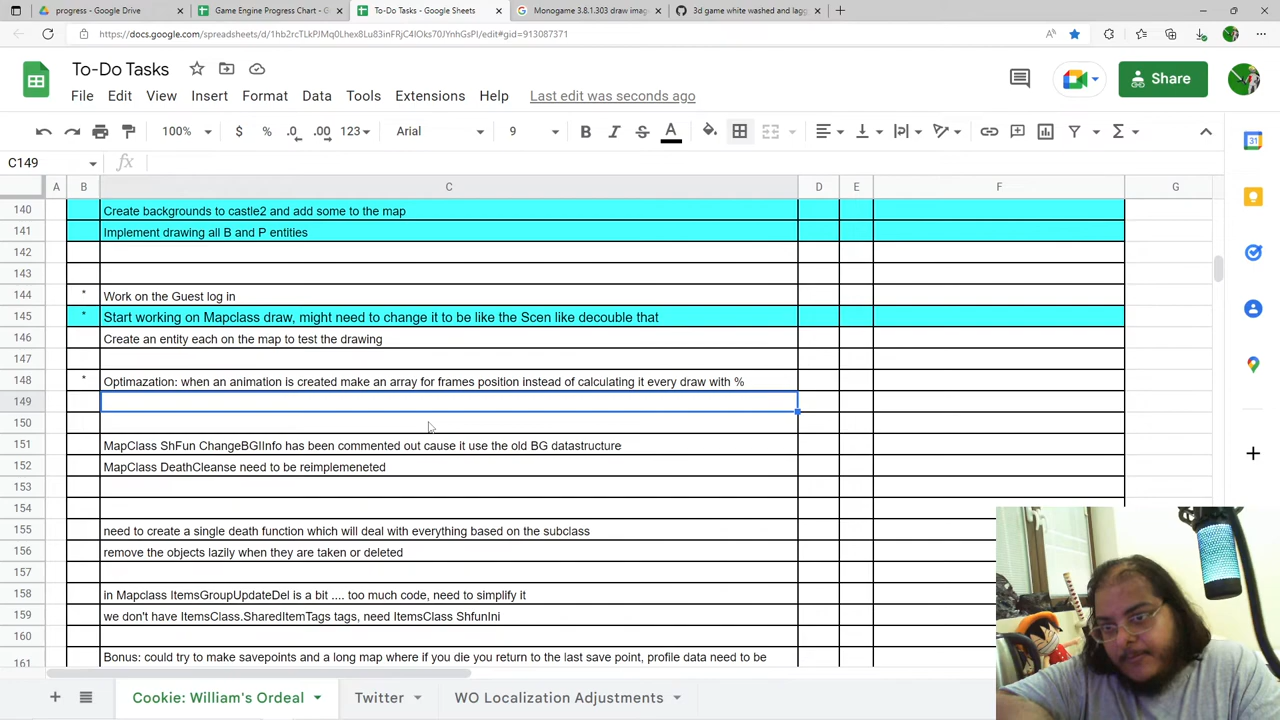 progress - Google Drive
Game Engine Progress Chart - G
To-Do Tasks - Google Sheets
Monogame 3.8.1.303 draw imag
3d game white washed and lagg
https://docs.google.com/spreadsheets/d/1hb2rcTLkPJMq0Lhex8Lu83inFRjC4IOks70JYnhGsPI/edit#gid=913087371
To-Do Tasks
Share
File Edit View Insert Format Data Tools Extensions Help Last edit was seconds ago
100% $ % .0 .00 123 Arial 9 B I S A
C149 fx
A B C D E F G
140 Create backgrounds to castle2 and add some to the map
141 Implement drawing all B and P entities
142
143
144 * Work on the Guest log in
145 * Start working on Mapclass draw, might need to change it to be like the Scen like decouble that
146 Create an entity each on the map to test the drawing
147
148 * Optimazation: when an animation is created make an array for frames position instead of calculating it every draw with %
149
150
151 MapClass ShFun ChangeBGIInfo has been commented out cause it use the old BG datastructure
152 MapClass DeathCleanse need to be reimplemeneted
153
154
155 need to create a single death function which will deal with everything based on the subclass
156 remove the objects lazily when they are taken or deleted
157
158 in Mapclass ItemsGroupUpdateDel is a bit .... too much code, need to simplify it
159 we don't have ItemsClass.SharedItemTags tags, need ItemsClass ShfunIni
160
161 Bonus: could try to make savepoints and a long map where if you die you return to the last save point, profile data need to be
Cookie: William's Ordeal Twitter WO Localization Adjustments
31